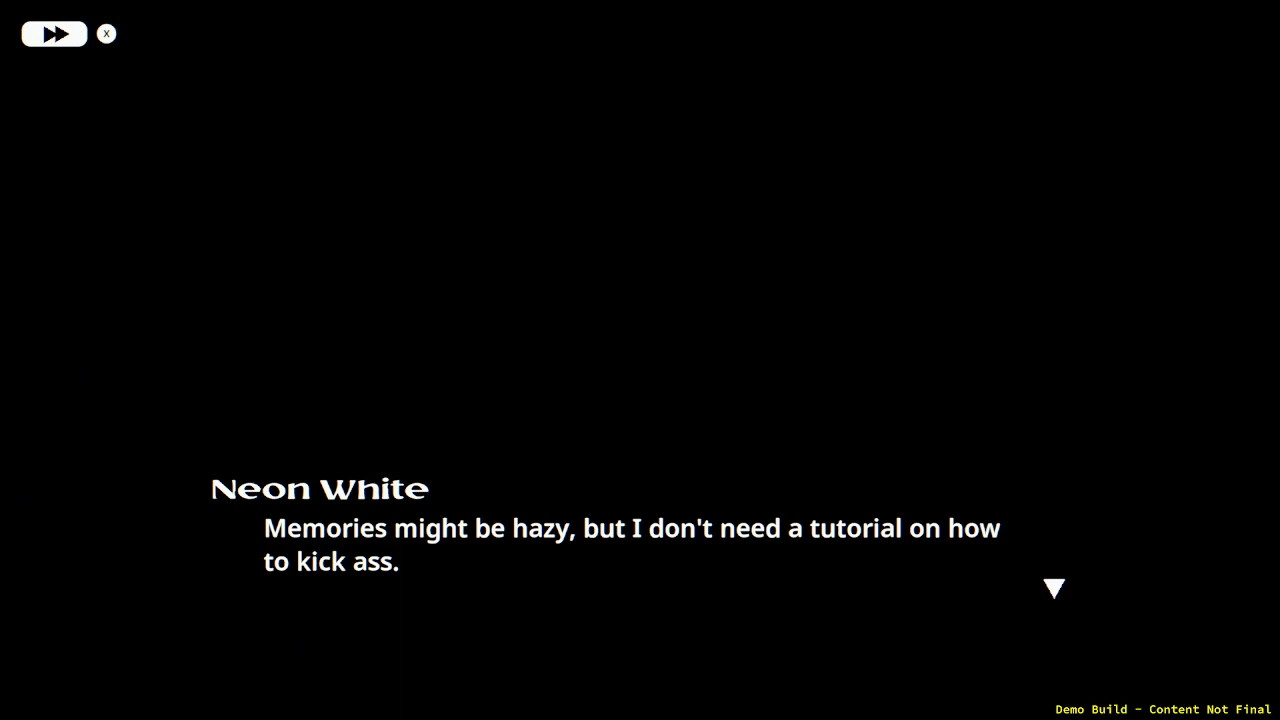 X
Neon White
Memories might be hazy, but I don't need a tutorial on how
to kick ass.
Demo Build - Content Not Final